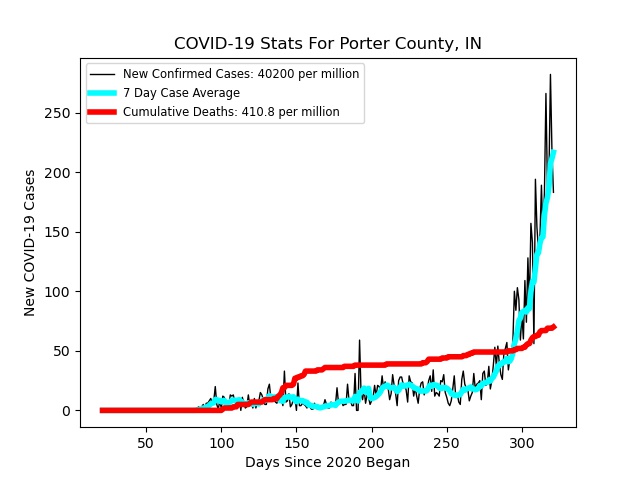 COVID-19 Stats For Porter County, IN
New Confirmed Cases: 40200 per million
7 Day Case Average
Cumulative Deaths: 410.8 per million
250
200
150
100
50
0
New COVID-19 Cases
50 100 150 200 250 300
Days Since 2020 Began